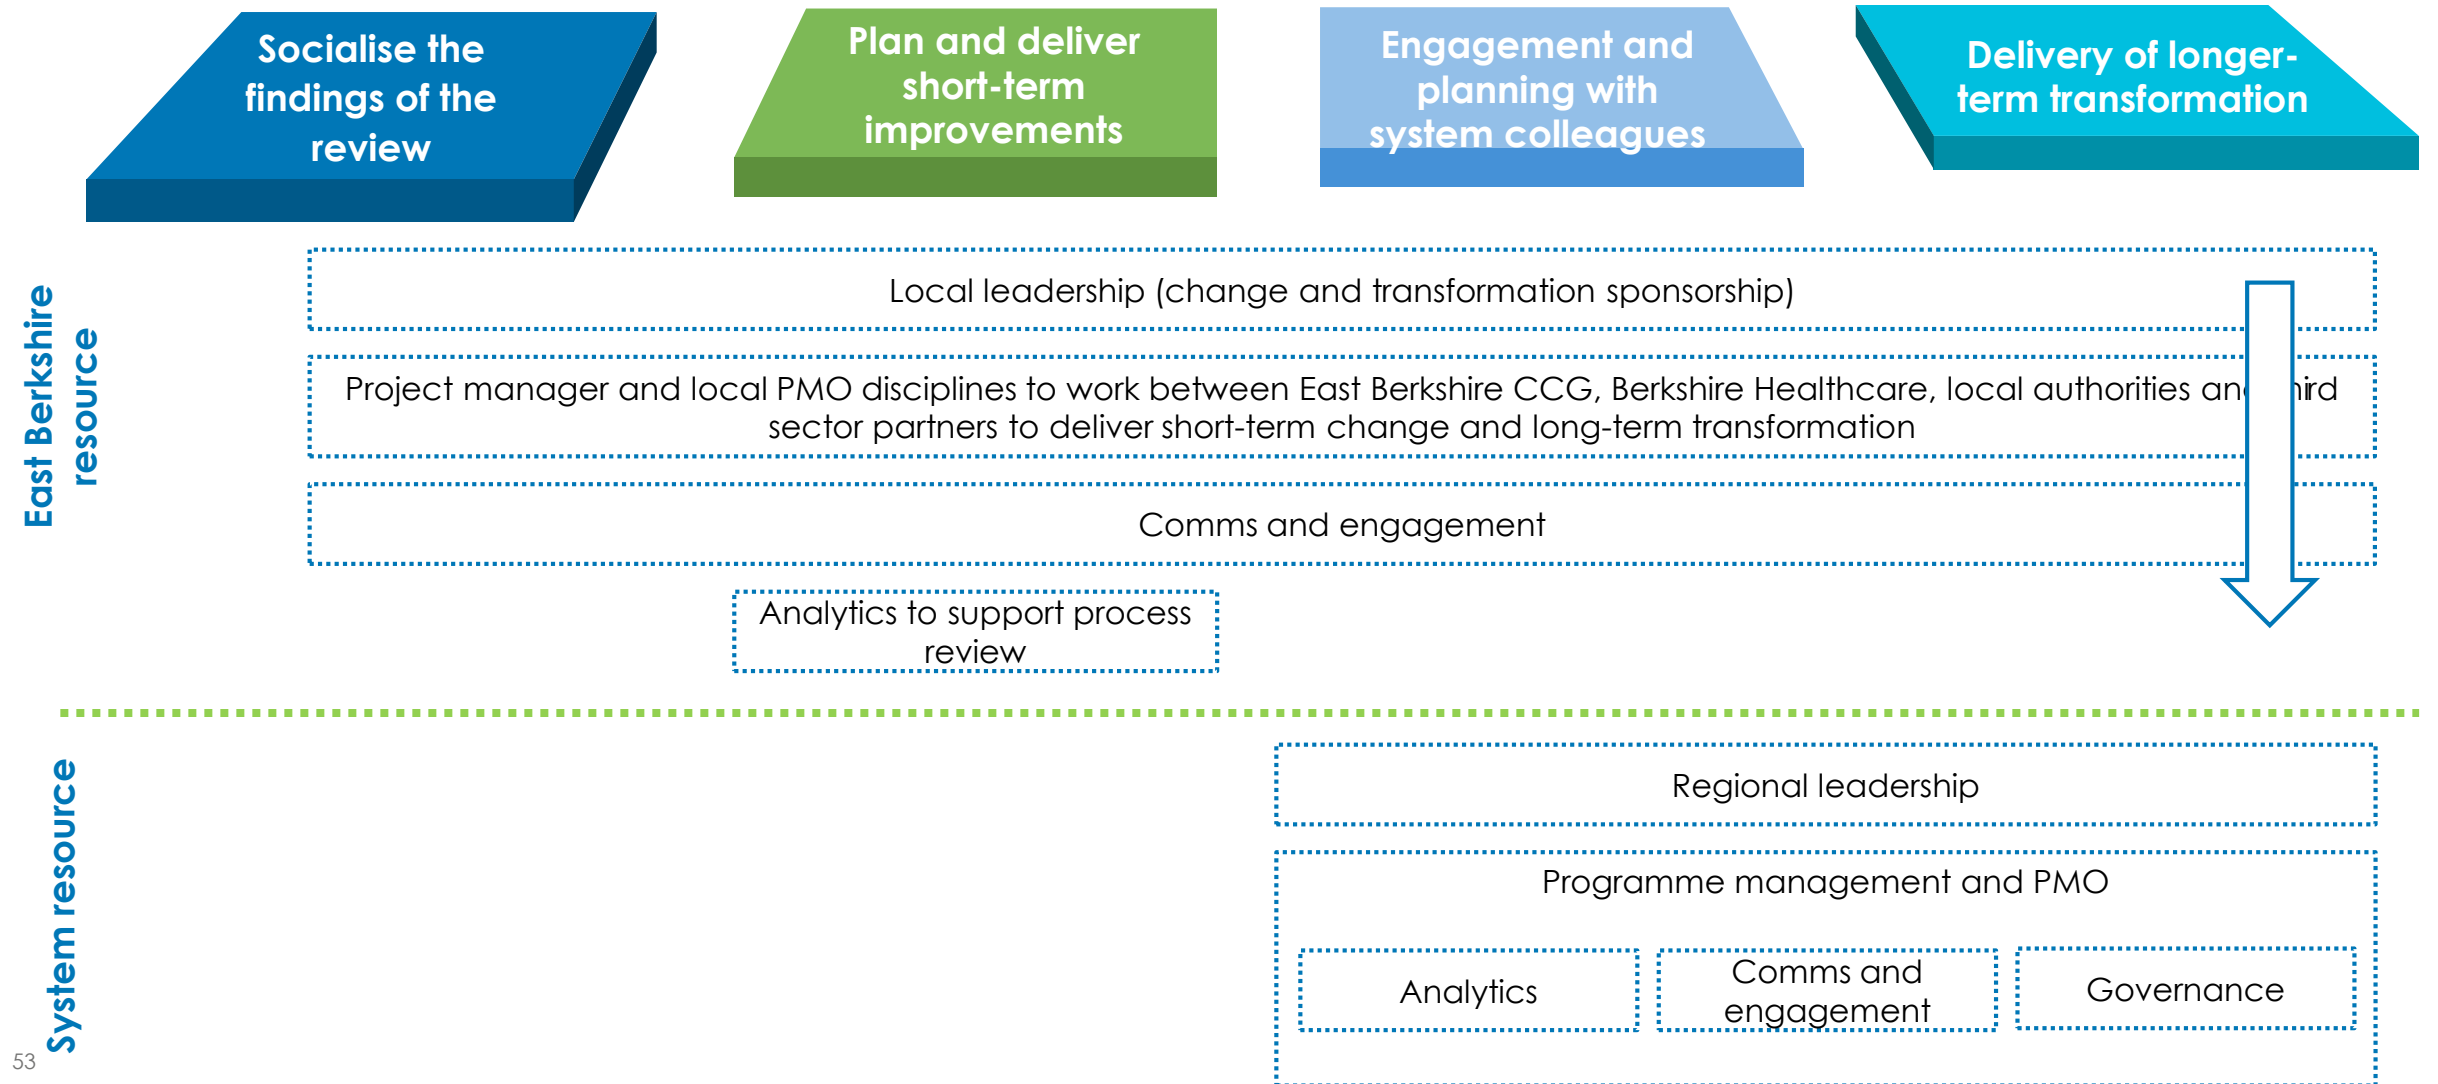 Socialise the
findings of the
review
Plan and deliver
short-term
improvements
Engagement and
planning with
system colleagues
Delivery of longer-
term transformation
East Berkshire
resource
Local leadership (change and transformation sponsorship)
Project manager and local PMO disciplines to work between East Berkshire CCG, Berkshire Healthcare, local authorities and third
sector partners to deliver short-term change and long-term transformation
Comms and engagement
Analytics to support process
review
System resource
Regional leadership
Programme management and PMO
Analytics
Comms and
engagement
Governance
53